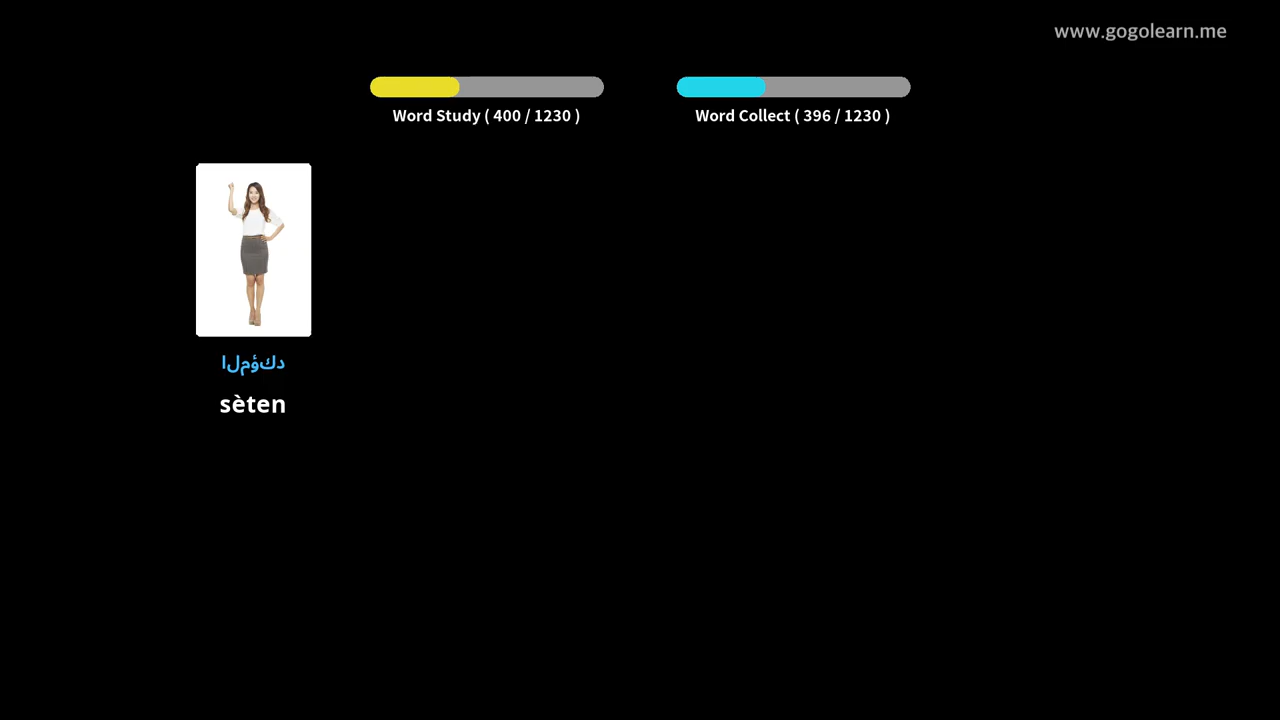 www.gogolearn.me
Word Study ( 400 / 1230 )
Word Collect ( 396 / 1230 )
المؤكد
sèten